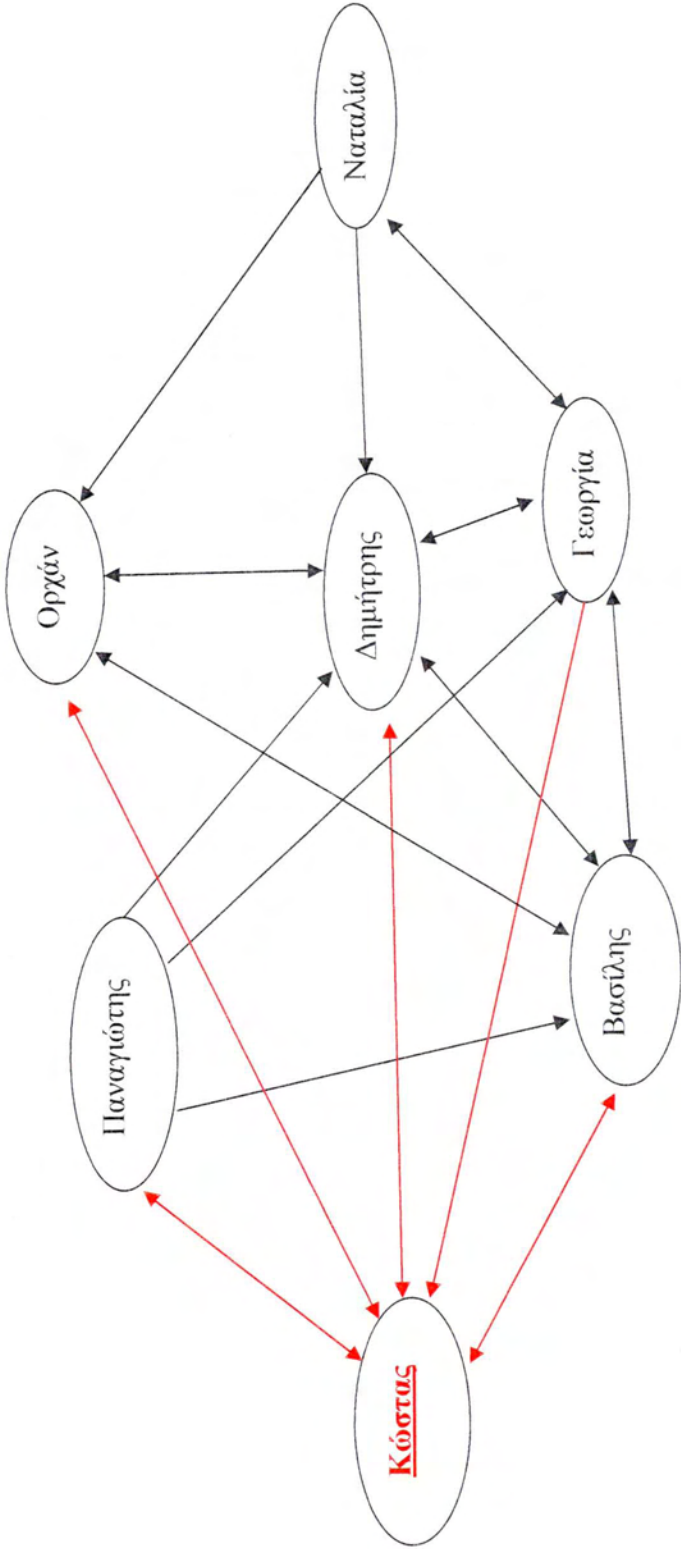 Ναταλία
Ορχάν
Δημήτρης
Γεωργία
Παναγιώτης
Βασίλης
Κώστας